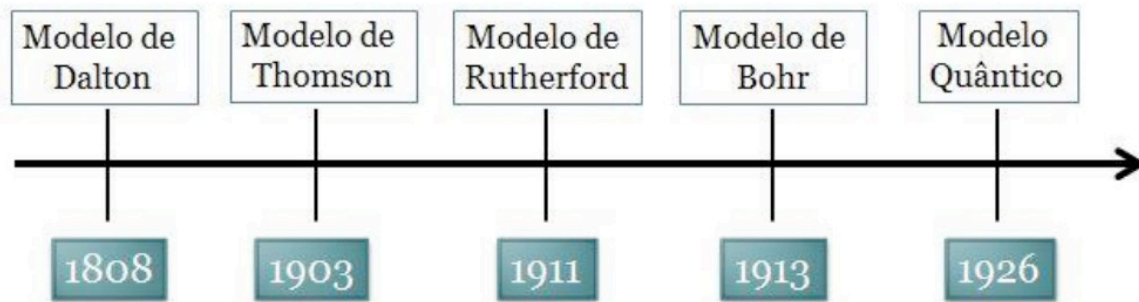 Modelo de
Dalton
Modelo de
Thomson
Modelo de
Rutherford
Modelo de
Bohr
Modelo
Quântico
1808
1903
1911
1913
1926